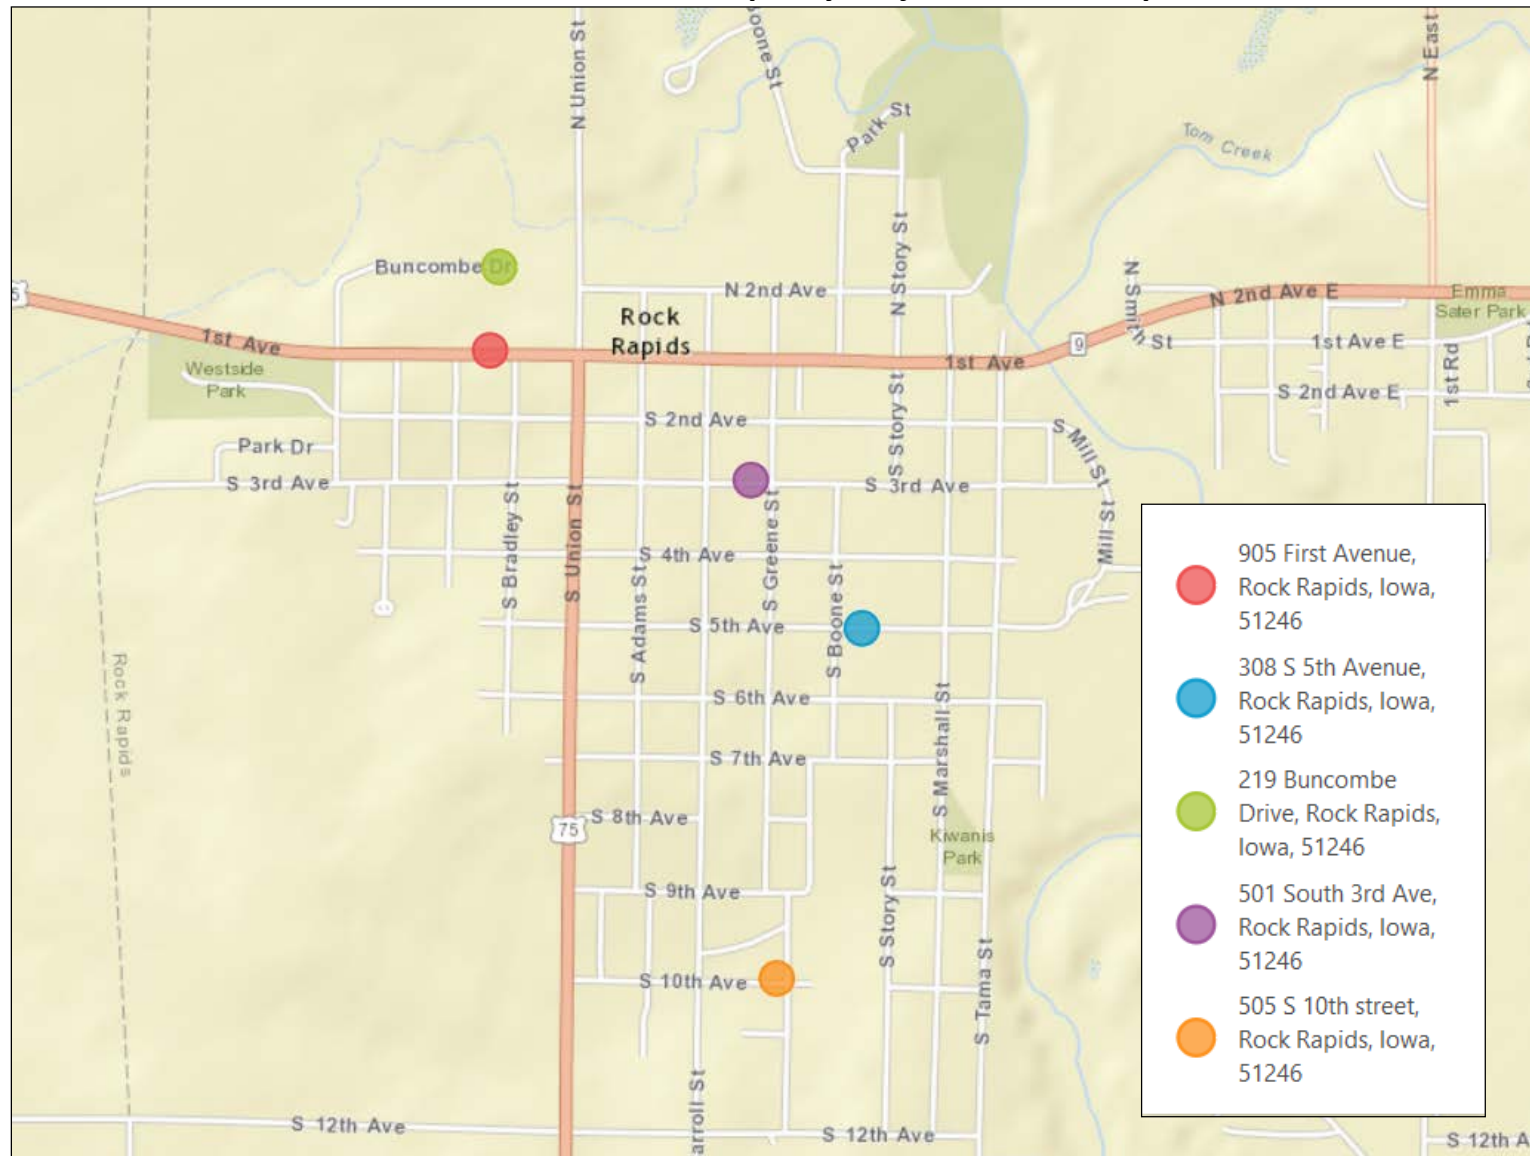 N Union St
Boone St
N East
Park St
Tom Creek
N Story St
Buncombe Dr
N 2nd Ave
N Smith St
N 2nd Ave E
Emma
Sater Park
Rock
Rapids
1st Ave
9
1st Ave
1st Ave E
Westside
Park
1st Rd
S 2nd Ave E
S 2nd Ave
S Story St
S Mill St
Park Dr
S 3rd Ave
S 3rd Ave
S Bradley St
S Union St
S Greene St
Mill St
S 4th Ave
S Adams St
S Boone St
S 5th Ave
Rock Rapids
S 6th Ave
S Marshall St
S 7th Ave
S 8th Ave
75
Kiwanis
Park
S 9th Ave
S Story St
S 10th Ave
S Tama St
arroll St
S 12th Ave
S 12th Ave
S 12th A
905 First Avenue,
Rock Rapids, Iowa,
51246
308 S 5th Avenue,
Rock Rapids, Iowa,
51246
219 Buncombe
Drive, Rock Rapids,
Iowa, 51246
501 South 3rd Ave,
Rock Rapids, Iowa,
51246
505 S 10th street,
Rock Rapids, Iowa,
51246